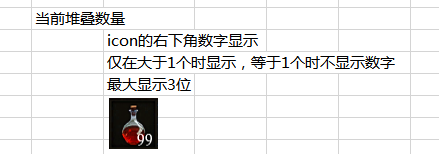 当前堆叠数量
icon的右下角数字显示
仅在大于1个时显示，等于1个时不显示数字
最大显示3位
99